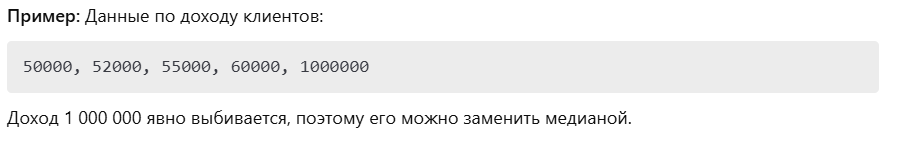 Пример: Данные по доходу клиентов:
50000, 52000, 55000, 60000, 1000000
Доход 1 000 000 явно выбивается, поэтому его можно заменить медианой.